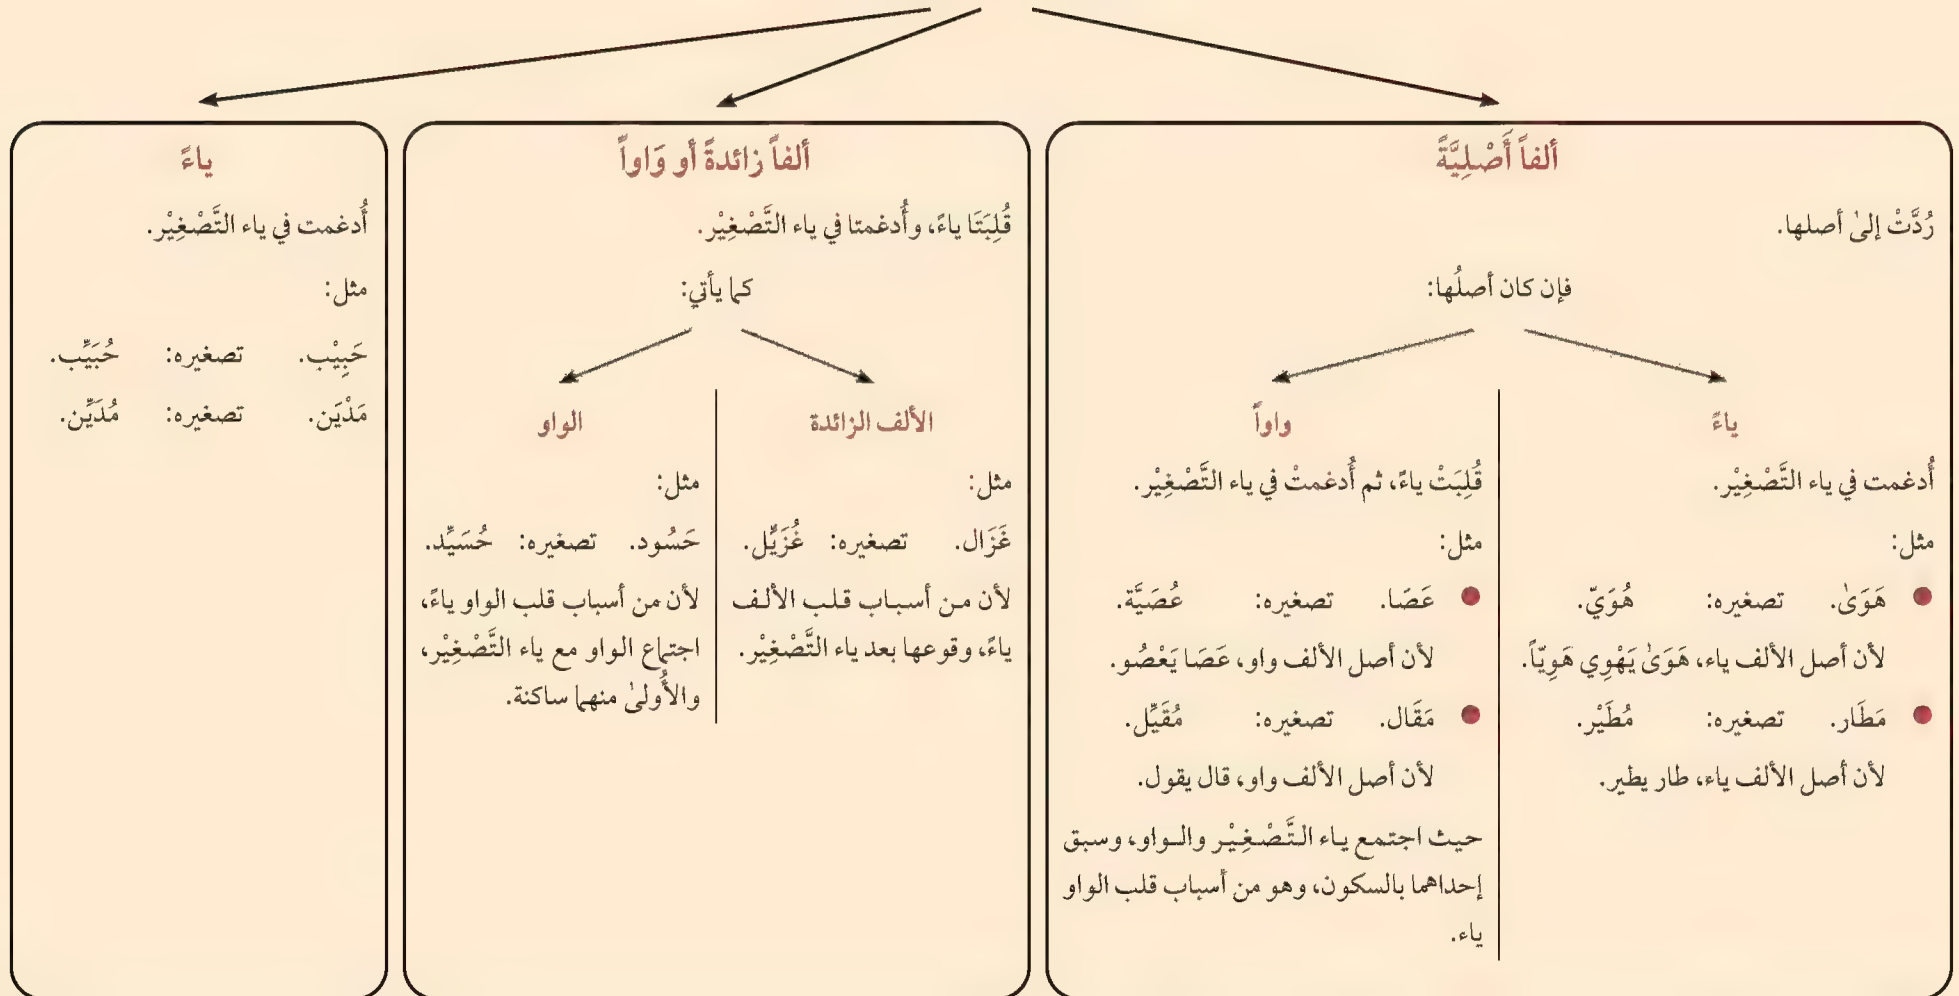 ألفاً أَصْلِيَّةً
رُدَّتْ إلىٰ أصلها.
فإن كان أصلُها:
ياءً
أُدغمت في ياء التَّصْغِيْر.
مثل:
● هَوَىٰ. تصغيره: هُوَيّ.
لأن أصل الألف ياء، هَوَىٰ يَهْوِي هَوِيّاً.
● مَطَار. تصغيره: مُطَيْر.
لأن أصل الألف ياء، طار يطير.
واواً
قُلِبَتْ ياءً، ثم أُدغمتْ في ياء التَّصْغِيْر.
مثل:
● عَصَا. تصغيره: عُصَيَّة.
لأن أصل الألف واو، عَصَا يَعْصُو.
● مَقَال. تصغيره: مُقَيِّل.
لأن أصل الألف واو، قال يقول.
حيث اجتمع ياء التَّصْغِيْر والواو، وسبق
إحداهما بالسكون، وهو من أسباب قلب الواو
ياء.
ألفاً زائدةً أو وَاواً
قُلِبَتَا ياءً، وأُدغمتا في ياء التَّصْغِيْر.
كما يأتي:
الألف الزائدة
مثل:
غَزَال. تصغيره: غُزَيِّل.
لأن من أسباب قلب الألف
ياءً، وقوعها بعد ياء التَّصْغِيْر.
الواو
مثل:
حَسُود. تصغيره: حُسَيِّد.
لأن من أسباب قلب الواو ياءً،
اجتماع الواو مع ياء التَّصْغِيْر،
والأُولىٰ منهما ساكنة.
ياءً
أُدغمت في ياء التَّصْغِيْر.
مثل:
حَبِيْب. تصغيره: حُبَيِّب.
مَدْيَن. تصغيره: مُدَيِّن.